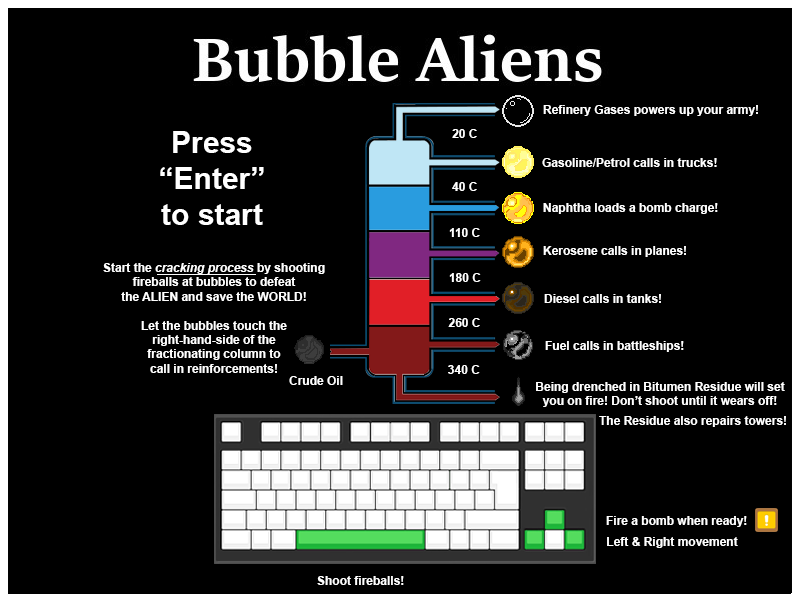 Bubble Aliens
Press
“Enter”
to start
Start the cracking process by shooting
fireballs at bubbles to defeat
the ALIEN and save the WORLD!
Let the bubbles touch the
right-hand-side of the
fractionating column to
call in reinforcements!
Crude Oil
Refinery Gases powers up your army!
20 C
Gasoline/Petrol calls in trucks!
40 C
Naphtha loads a bomb charge!
110 C
Kerosene calls in planes!
180 C
Diesel calls in tanks!
260 C
Fuel calls in battleships!
340 C
Being drenched in Bitumen Residue will set
you on fire! Don’t shoot until it wears off!
The Residue also repairs towers!
Fire a bomb when ready! !
Left & Right movement
Shoot fireballs!